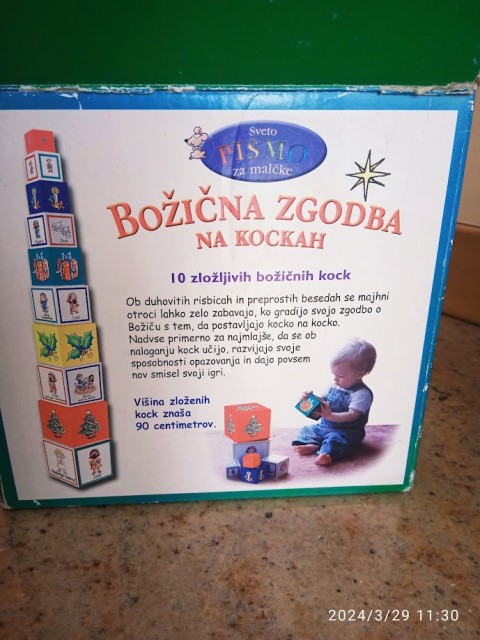 Sveto
PISMO
za malčke
BOŽIČNA ZGODBA
NA KOCKAH
10 zložljivih božičnih kock
Ob duhovitih risbicah in preprostih besedah se majhni
otroci lahko zelo zabavajo, ko gradijo svojo zgodbo o
Božiču s tem, da postavljajo kocko na kocko.
Nadvse primerno za najmlajše, da se ob
nalaganju kock učijo, razvijajo svoje
sposobnosti opazovanja in dajo povsem
nov smisel svoji igri.
Višina zloženih
kock znaša
90 centimetrov.
2024/3/29 11:30